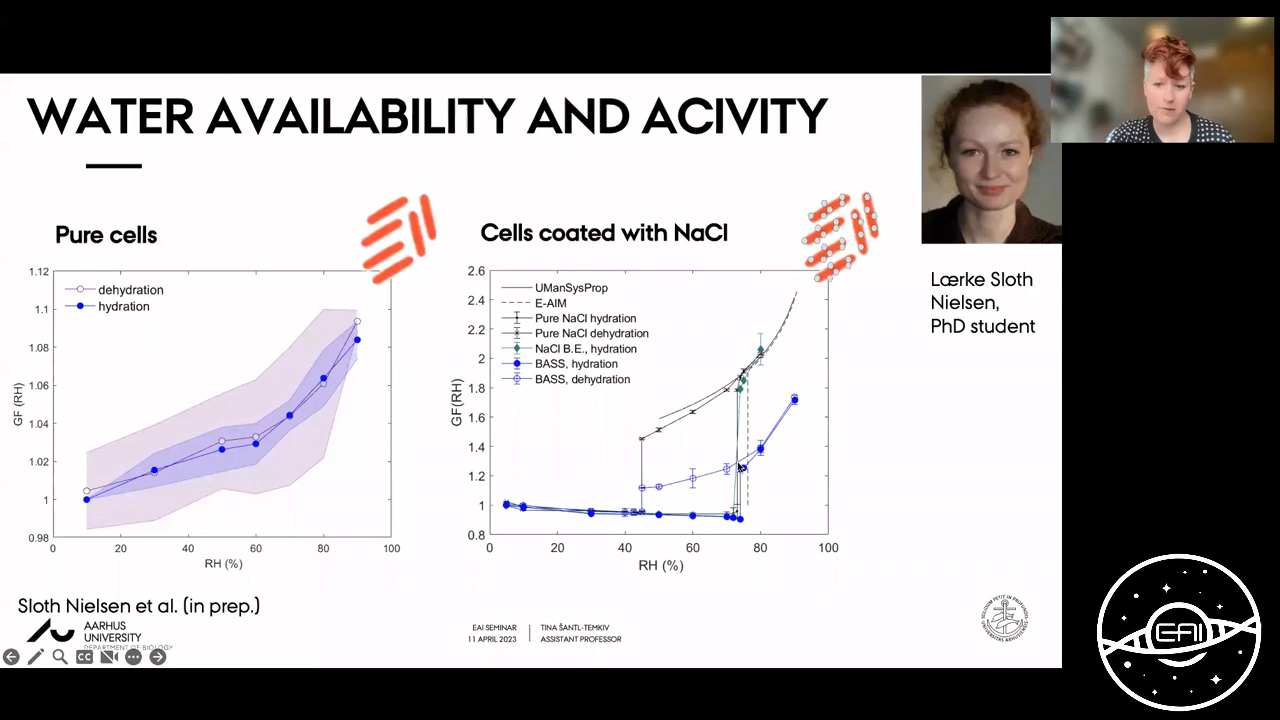 WATER AVAILABILITY AND ACIVITY
Pure cells
Cells coated with NaCl
Lœrke Sloth
Nielsen,
PhD student
1.12
1.1
1.08
1.06
1.04
1.02
1
0.98
GF (RH)
dehydration
hydration
0
20
40
60
80
100
RH (%)
2.6
2.4
2.2
2
1.8
1.6
1.4
1.2
1
0.8
GF(RH)
UManSysProp
E-AIM
Pure NaCl hydration
Pure NaCl dehydration
NaCl B.E., hydration
BASS, hydration
BASS, dehydration
0
20
40
60
80
100
RH (%)
Sloth Nielsen et al. (in prep.)
AARHUS
UNIVERSITY
DEPARTMENT OF BIOLOGY
EAI SEMINAR
11 APRIL 2023
TINA ŠANTL-TEMKIV
ASSISTANT PROFESSOR
CC
EAI